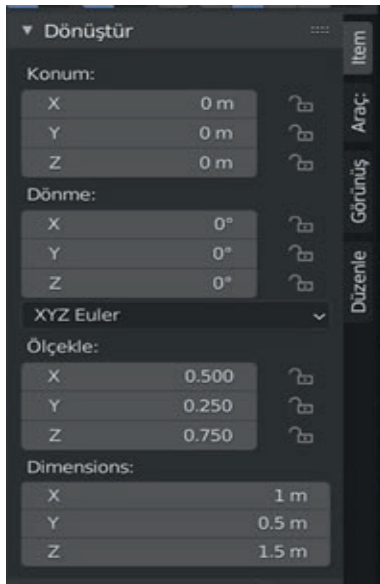 Dönüştür
Konum:
X 0 m
Y 0 m
Z 0 m
Dönme:
X 0°
Y 0°
Z 0°
XYZ Euler
Ölçekle:
X 0.500
Y 0.250
Z 0.750
Dimensions:
X 1 m
Y 0.5 m
Z 1.5 m
Item
Araç:
Görünüş
Düzenle